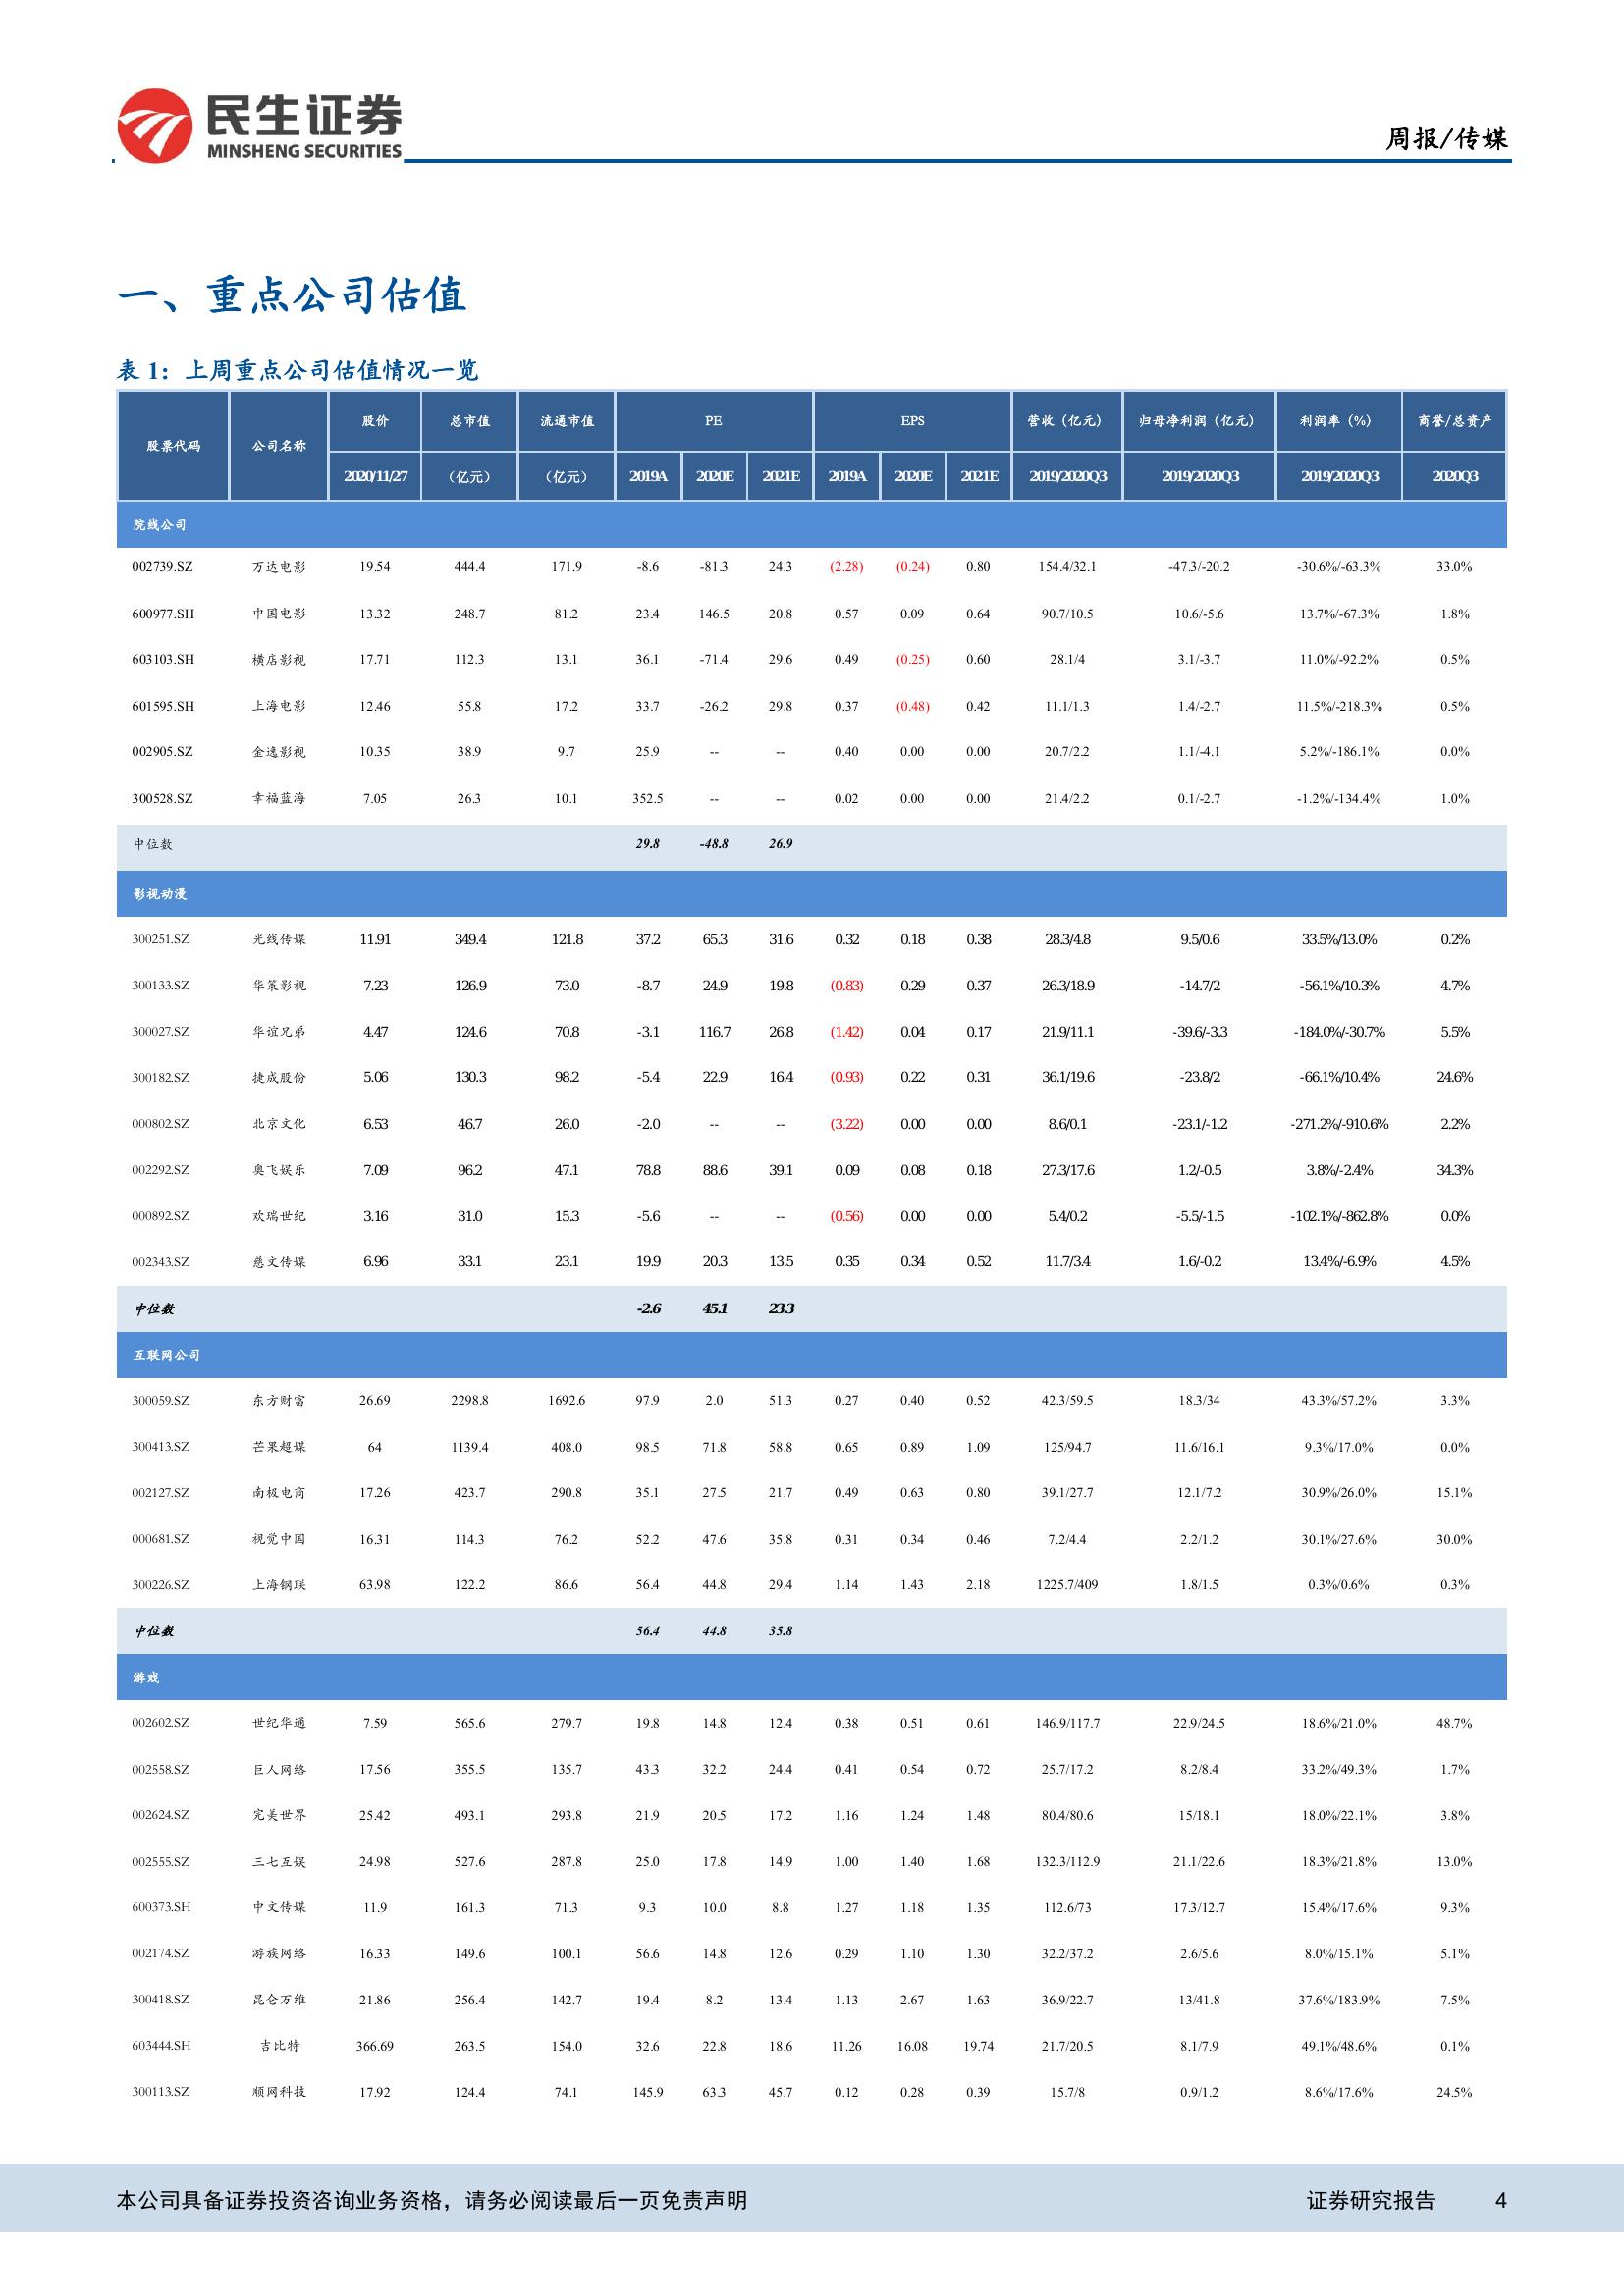 民生证券
MINSHENG SECURITIES
周报/传媒
一、重点公司估值
表 1：上周重点公司估值情况一览
股票代码 公司名称 股价 总市值 流通市值 PE EPS 营收（亿元） 归母净利润（亿元） 利润率（%） 商誉/总资产
2020/11/27 （亿元） （亿元） 2019A 2020E 2021E 2019A 2020E 2021E 2019/2020Q3 2019/2020Q3 2019/2020Q3 2020Q3
院线公司
002739.SZ 万达电影 19.54 444.4 171.9 -8.6 -81.3 24.3 (2.28) (0.24) 0.80 154.4/32.1 -47.3/-20.2 -30.6%/-63.3% 33.0%
600977.SH 中国电影 13.32 248.7 81.2 23.4 146.5 20.8 0.57 0.09 0.64 90.7/10.5 10.6/-5.6 13.7%/-67.3% 1.8%
603103.SH 横店影视 17.71 112.3 13.1 36.1 -71.4 29.6 0.49 (0.25) 0.60 28.1/4 3.1/-3.7 11.0%/-92.2% 0.5%
601595.SH 上海电影 12.46 55.8 17.2 33.7 -26.2 29.8 0.37 (0.48) 0.42 11.1/1.3 1.4/-2.7 11.5%/-218.3% 0.5%
002905.SZ 金逸影视 10.35 38.9 9.7 25.9 -- -- 0.40 0.00 0.00 20.7/2.2 1.1/-4.1 5.2%/-186.1% 0.0%
300528.SZ 幸福蓝海 7.05 26.3 10.1 352.5 -- -- 0.02 0.00 0.00 21.4/2.2 0.1/-2.7 -1.2%/-134.4% 1.0%
中位数 29.8 -48.8 26.9
影视动漫
300251.SZ 光线传媒 11.91 349.4 121.8 37.2 65.3 31.6 0.32 0.18 0.38 28.3/4.8 9.5/0.6 33.5%/13.0% 0.2%
300133.SZ 华策影视 7.23 126.9 73.0 -8.7 24.9 19.8 (0.83) 0.29 0.37 26.3/18.9 -14.7/2 -56.1%/10.3% 4.7%
300027.SZ 华谊兄弟 4.47 124.6 70.8 -3.1 116.7 26.8 (1.42) 0.04 0.17 21.9/11.1 -39.6/-3.3 -184.0%/-30.7% 5.5%
300182.SZ 捷成股份 5.06 130.3 98.2 -5.4 22.9 16.4 (0.93) 0.22 0.31 36.1/19.6 -23.8/2 -66.1%/10.4% 24.6%
000802.SZ 北京文化 6.53 46.7 26.0 -2.0 -- -- (3.22) 0.00 0.00 8.6/0.1 -23.1/-1.2 -271.2%/-910.6% 2.2%
002292.SZ 奥飞娱乐 7.09 96.2 47.1 78.8 88.6 39.1 0.09 0.08 0.18 27.3/17.6 1.2/-0.5 3.8%/-2.4% 34.3%
000892.SZ 欢瑞世纪 3.16 31.0 15.3 -5.6 -- -- (0.56) 0.00 0.00 5.4/0.2 -5.5/-1.5 -102.1%/-862.8% 0.0%
002343.SZ 慈文传媒 6.96 33.1 23.1 19.9 20.3 13.5 0.35 0.34 0.52 11.7/3.4 1.6/-0.2 13.4%/-6.9% 4.5%
中位数 -2.6 45.1 23.3
互联网公司
300059.SZ 东方财富 26.69 2298.8 1692.6 97.9 2.0 51.3 0.27 0.40 0.52 42.3/59.5 18.3/34 43.3%/57.2% 3.3%
300413.SZ 芒果超媒 64 1139.4 408.0 98.5 71.8 58.8 0.65 0.89 1.09 125/94.7 11.6/16.1 9.3%/17.0% 0.0%
002127.SZ 南极电商 17.26 423.7 290.8 35.1 27.5 21.7 0.49 0.63 0.80 39.1/27.7 12.1/7.2 30.9%/26.0% 15.1%
000681.SZ 视觉中国 16.31 114.3 76.2 52.2 47.6 35.8 0.31 0.34 0.46 7.2/4.4 2.2/1.2 30.1%/27.6% 30.0%
300226.SZ 上海钢联 63.98 122.2 86.6 56.4 44.8 29.4 1.14 1.43 2.18 1225.7/409 1.8/1.5 0.3%/0.6% 0.3%
中位数 56.4 44.8 35.8
游戏
002602.SZ 世纪华通 7.59 565.6 279.7 19.8 14.8 12.4 0.38 0.51 0.61 146.9/117.7 22.9/24.5 18.6%/21.0% 48.7%
002558.SZ 巨人网络 17.56 355.5 135.7 43.3 32.2 24.4 0.41 0.54 0.72 25.7/17.2 8.2/8.4 33.2%/49.3% 1.7%
002624.SZ 完美世界 25.42 493.1 293.8 21.9 20.5 17.2 1.16 1.24 1.48 80.4/80.6 15/18.1 18.0%/22.1% 3.8%
002555.SZ 三七互娱 24.98 527.6 287.8 25.0 17.8 14.9 1.00 1.40 1.68 132.3/112.9 21.1/22.6 18.3%/21.8% 13.0%
600373.SH 中文传媒 11.9 161.3 71.3 9.3 10.0 8.8 1.27 1.18 1.35 112.6/73 17.3/12.7 15.4%/17.6% 9.3%
002174.SZ 游族网络 16.33 149.6 100.1 56.6 14.8 12.6 0.29 1.10 1.30 32.2/37.2 2.6/5.6 8.0%/15.1% 5.1%
300418.SZ 昆仑万维 21.86 256.4 142.7 19.4 8.2 13.4 1.13 2.67 1.63 36.9/22.7 13/41.8 37.6%/183.9% 7.5%
603444.SH 吉比特 366.69 263.5 154.0 32.6 22.8 18.6 11.26 16.08 19.74 21.7/20.5 8.1/7.9 49.1%/48.6% 0.1%
300113.SZ 顺网科技 17.92 124.4 74.1 145.9 63.3 45.7 0.12 0.28 0.39 15.7/8 0.9/1.2 8.6%/17.6% 24.5%
本公司具备证券投资咨询业务资格，请务必阅读最后一页免责声明 证券研究报告 4